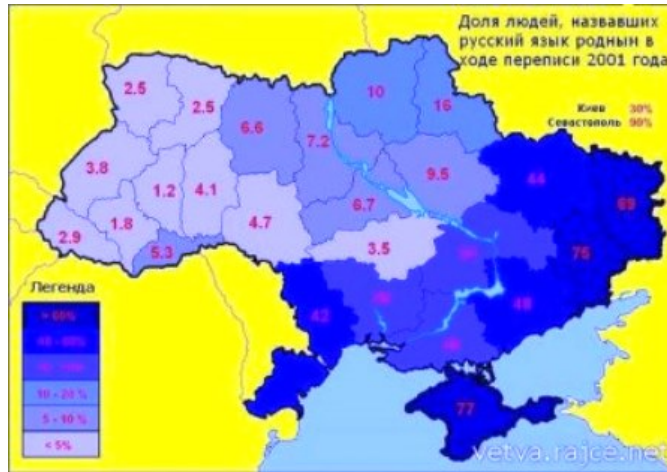 Доля людей, назвавших
русский язык родным в
ходе переписи 2001 года
Киев 30%
Севастополь 90%
2.5
2.5
10
16
6.6
7.2
3.8
1.2
4.1
9.5
44
69
6.7
1.8
4.7
2.9
5.3
3.5
75
42
48
77
Легенда
10 - 20 %
5 - 10 %
< 5%
vetva.rajce.net